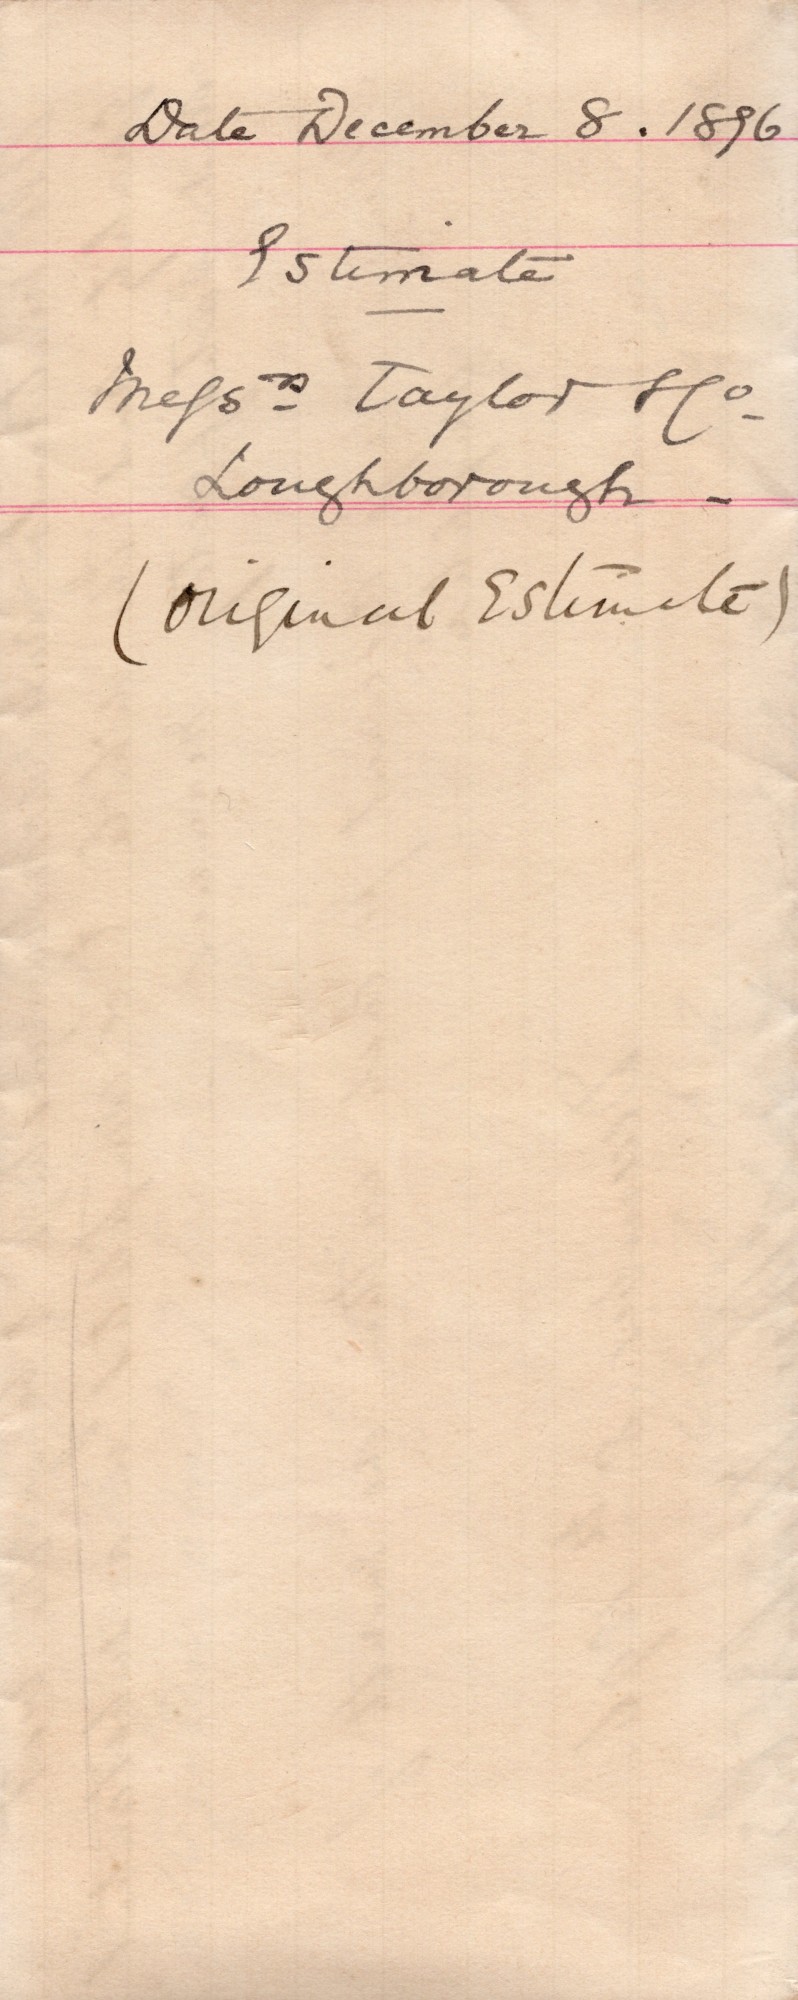 Date December 8. 1896
Estimate
Messrs Taylor & Co
Loughborough -
(Original Estimate)